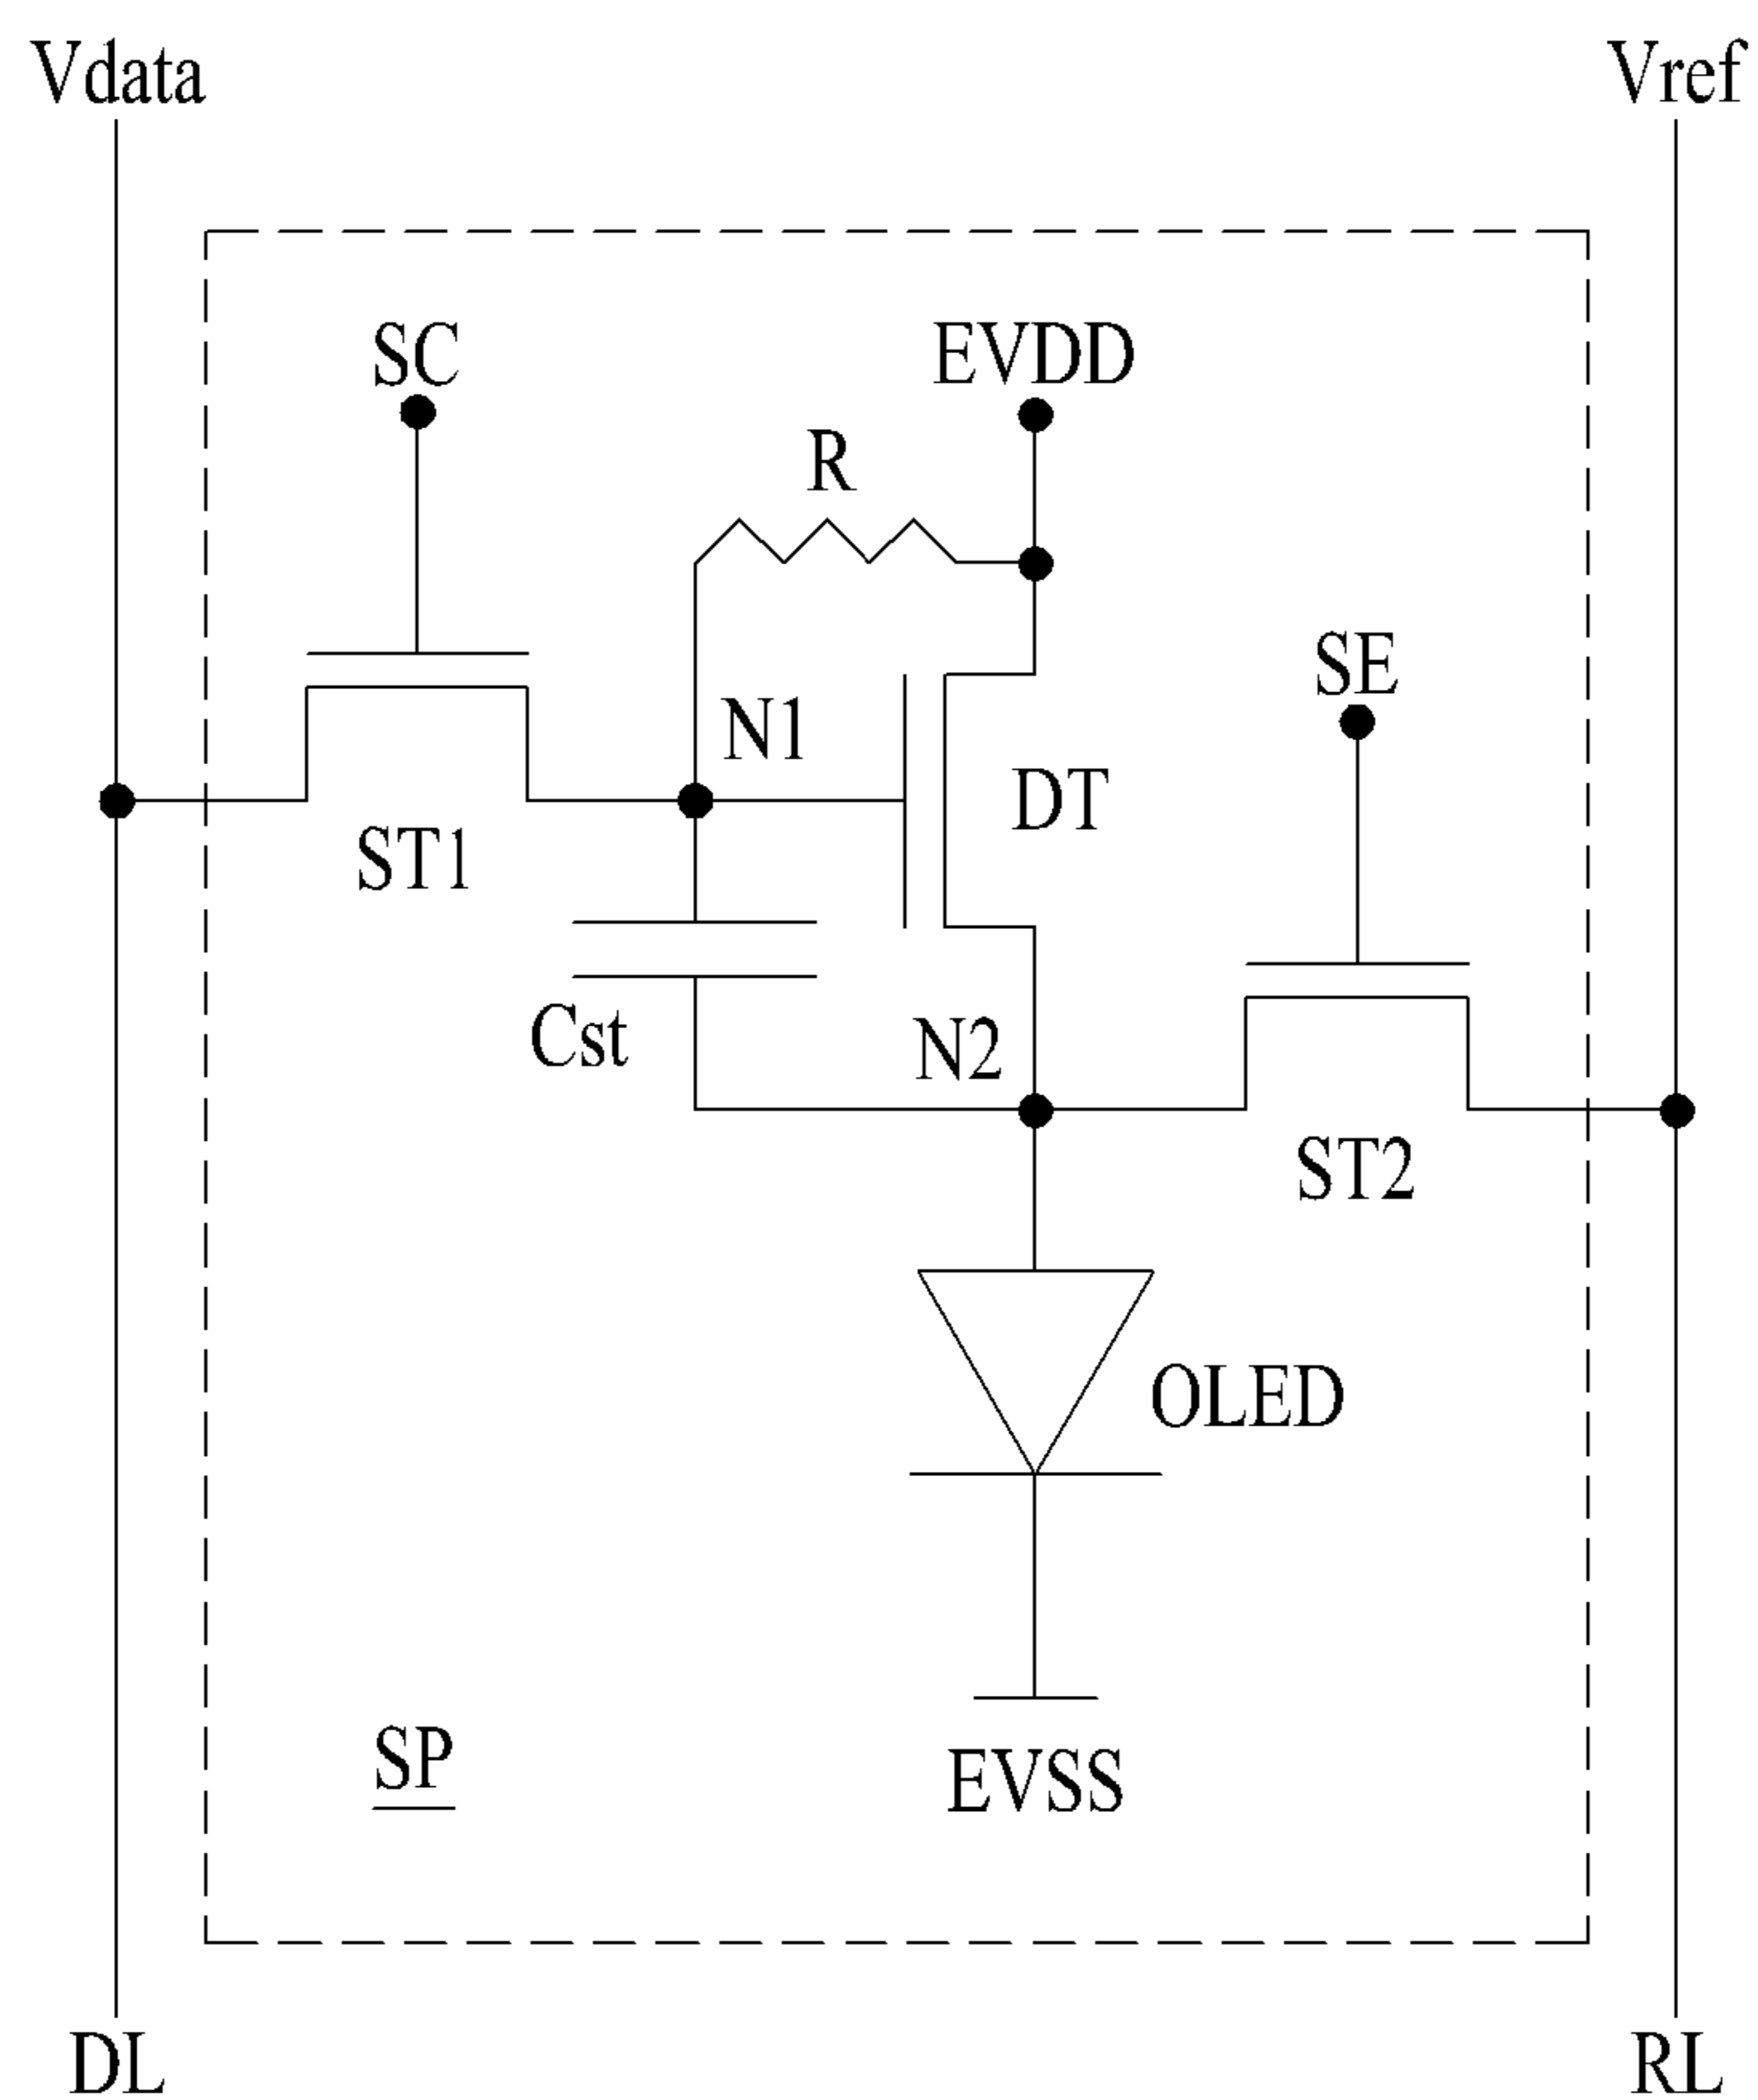 Vdata
Vref
SC
EVDD
R
SE
N1
DT
ST1
Cst
N2
ST2
OLED
SP
EVSS
DL
RL